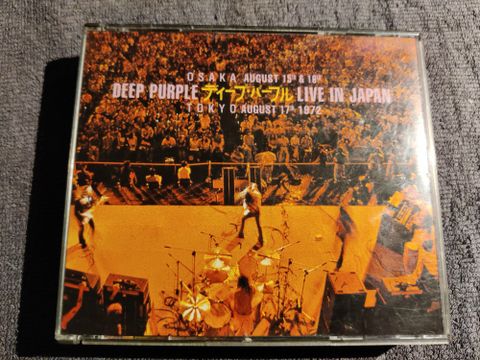 OSAKA AUGUST 15TH & 16TH
DEEP PURPLE ディープ・パープル LIVE IN JAPAN
TOKYO AUGUST 17TH 1972